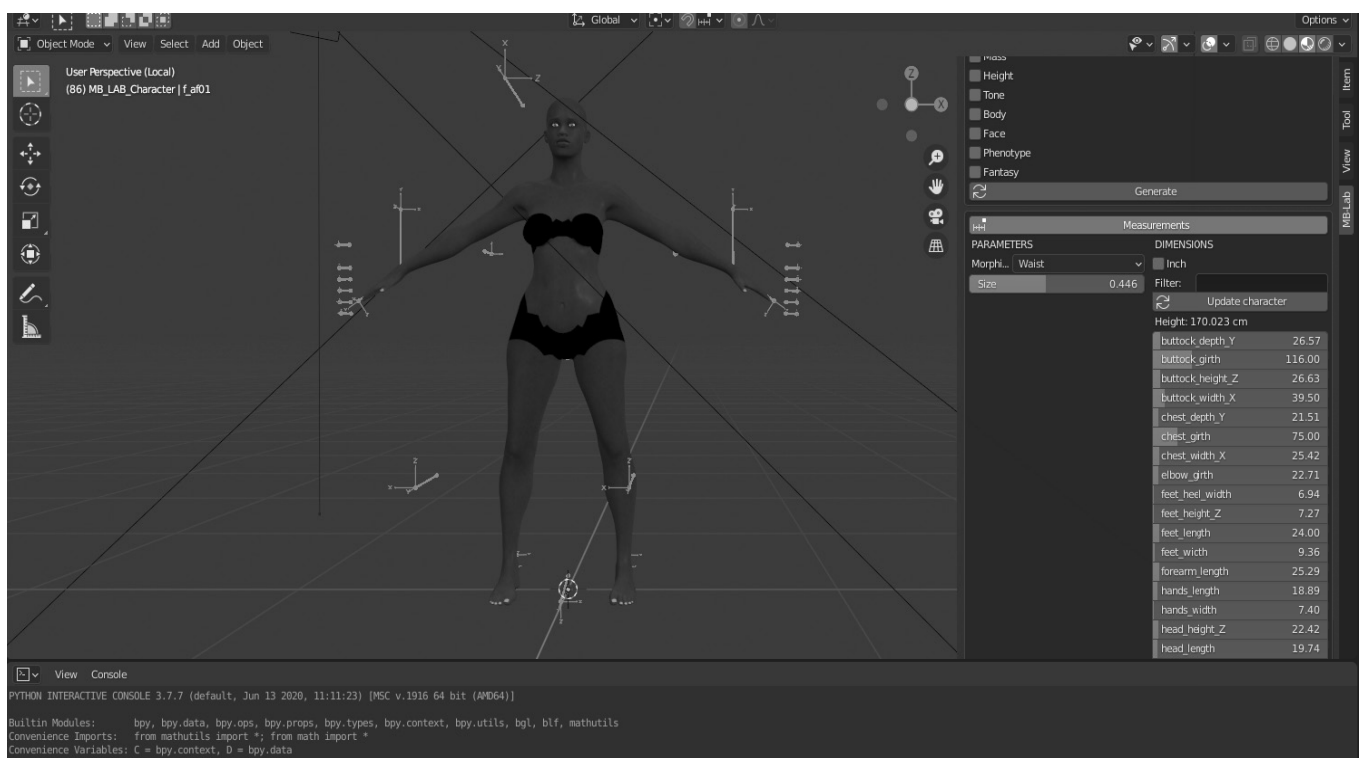 Global
Options
Object Mode View Select Add Object
User Perspective (Local)
(86) MB_LAB_Character | f_af01
X
Z
Z
X
Mass
Height
Tone
Body
Face
Phenotype
Fantasy
Generate
Measurements
PARAMETERS
Morphi... Waist
Size 0.446
DIMENSIONS
Inch
Filter:
Update character
Height: 170.023 cm
buttock_depth_Y 26.57
buttock_girth 116.00
buttock_height_Z 26.63
buttock_width_X 39.50
chest_depth_Y 21.51
chest_girth 75.00
chest_width_X 25.42
elbow_girth 22.71
feet_heel_width 6.94
feet_height_Z 7.27
feet_length 24.00
feet_wicth 9.36
forearm_length 25.29
hands_length 18.89
hands_width 7.40
head_height_Z 22.42
head_length 19.74
Item
Tool
View
MB-Lab
View Console
PYTHON INTERACTIVE CONSOLE 3.7.7 (default, Jun 13 2020, 11:11:23) [MSC v.1916 64 bit (AMD64)]
Builtin Modules: bpy, bpy.data, bpy.ops, bpy.props, bpy.types, bpy.context, bpy.utils, bgl, blf, mathutils
Convenience Imports: from mathutils import *; from math import *
Convenience Variables: C = bpy.context, D = bpy.data